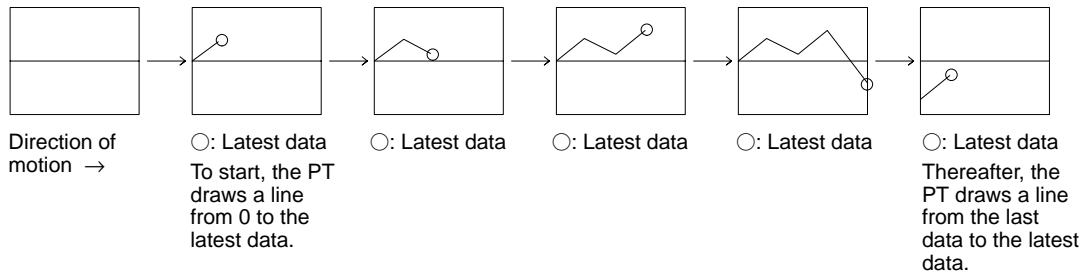 Direction of
motion →
○: Latest data
To start, the PT
draws a line
from 0 to the
latest data.
○: Latest data
○: Latest data
○: Latest data
○: Latest data
Thereafter, the
PT draws a line
from the last
data to the latest
data.